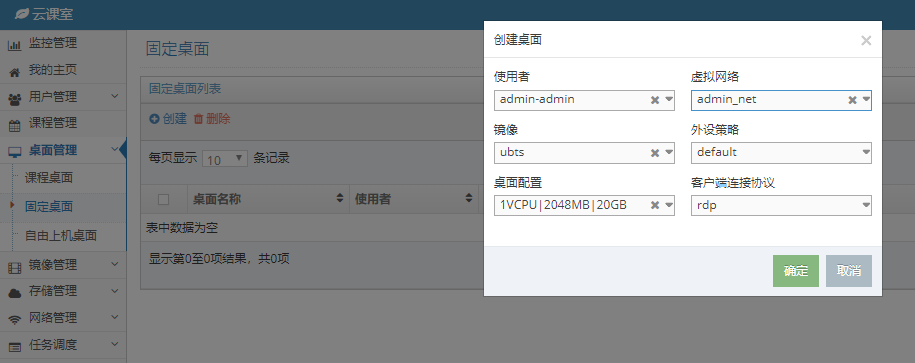 云课室
监控管理
我的主页
用户管理
课程管理
桌面管理
课程桌面
固定桌面
自由上机桌面
镜像管理
存储管理
网络管理
任务调度
固定桌面
固定桌面列表
创建 删除
每页显示 10 条记录
桌面名称 使用者
表中数据为空
显示第0至0项结果，共0项
创建桌面 ×
使用者 虚拟网络
admin-admin admin_net
镜像 外设策略
ubts default
桌面配置 客户端连接协议
1VCPU|2048MB|20GB rdp
确定 取消